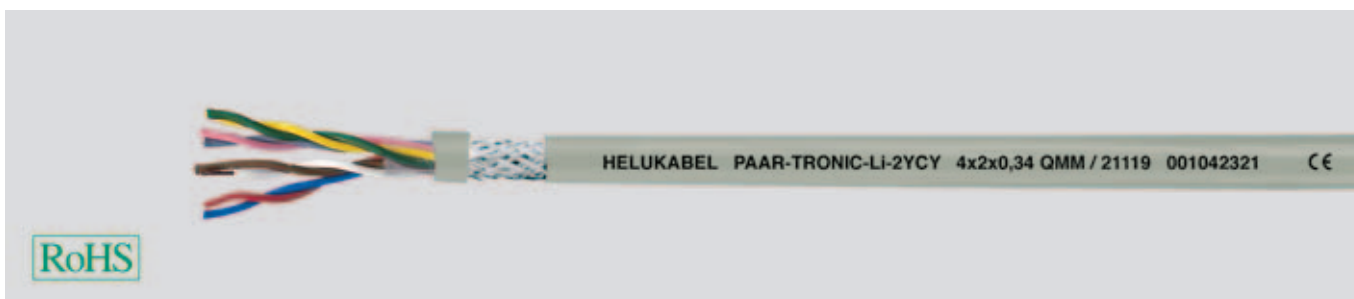 HELUKABEL PAAR-TRONIC-Li-2YCY 4x2x0,34 QMM / 21119 001042321 CE
RoHS